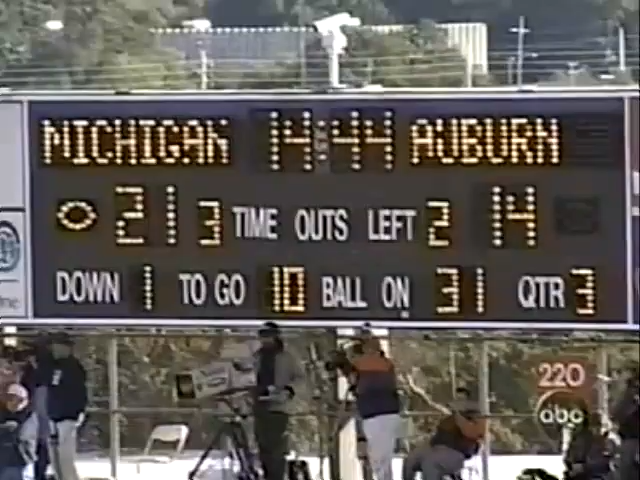 MICHIGAN 14:44 AUBURN
21 3 TIME OUTS LEFT 2 14
DOWN 1 TO GO 10 BALL ON 31 QTR 3
220
abc